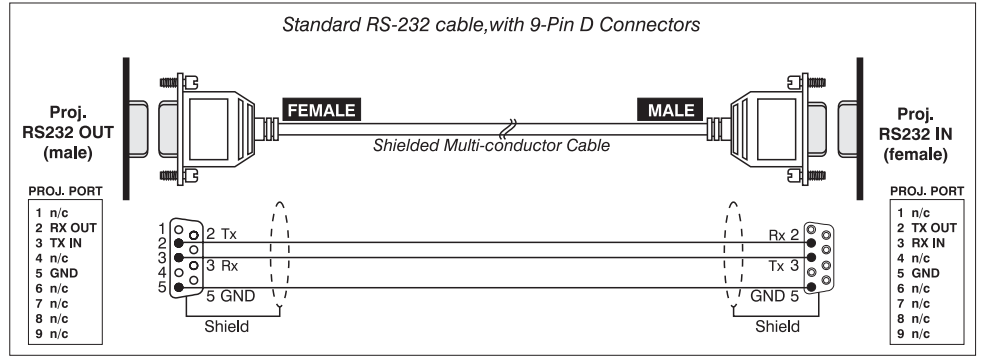 Standard RS-232 cable,with 9-Pin D Connectors
Proj.
RS232 OUT
(male)
FEMALE
MALE
Shielded Multi-conductor Cable
Proj.
RS232 IN
(female)
PROJ. PORT
1 n/c
2 RX OUT
3 TX IN
4 n/c
5 GND
6 n/c
7 n/c
8 n/c
9 n/c
1
2
3
4
5
2 Tx
3 Rx
5 GND
Shield
Rx 2
Tx 3
GND 5
Shield
PROJ. PORT
1 n/c
2 TX OUT
3 RX IN
4 n/c
5 GND
6 n/c
7 n/c
8 n/c
9 n/c